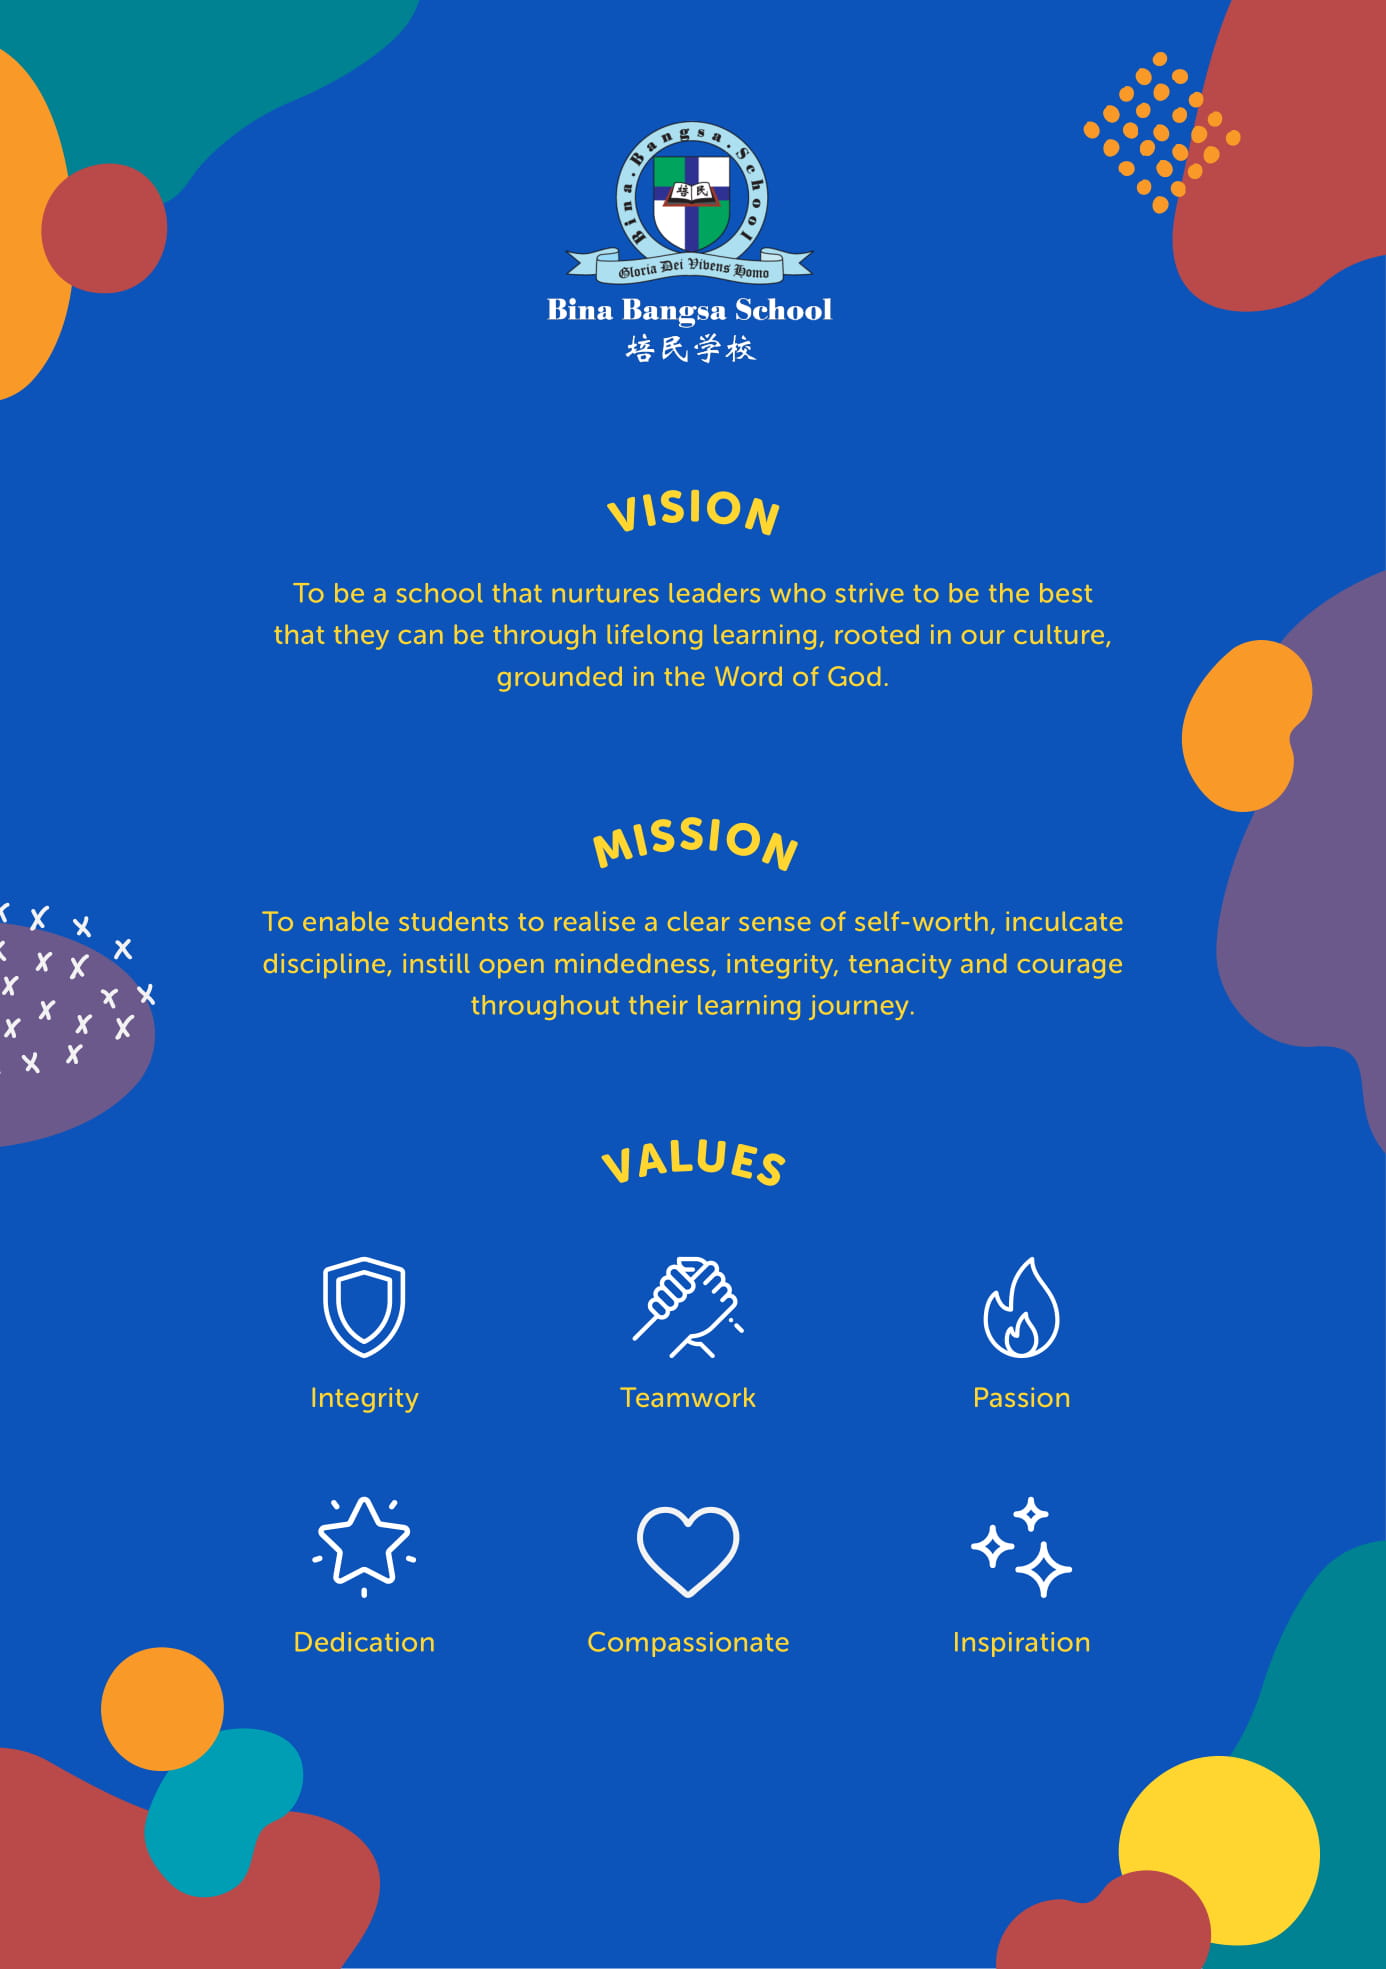 Bina.Bangsa.School
培民
Gloria Dei Vivens Homo
Bina Bangsa School
培民学校
VISION
To be a school that nurtures leaders who strive to be the best
that they can be through lifelong learning, rooted in our culture,
grounded in the Word of God.
MISSION
To enable students to realise a clear sense of self-worth, inculcate
discipline, instill open mindedness, integrity, tenacity and courage
throughout their learning journey.
VALUES
Integrity
Teamwork
Passion
Dedication
Compassionate
Inspiration